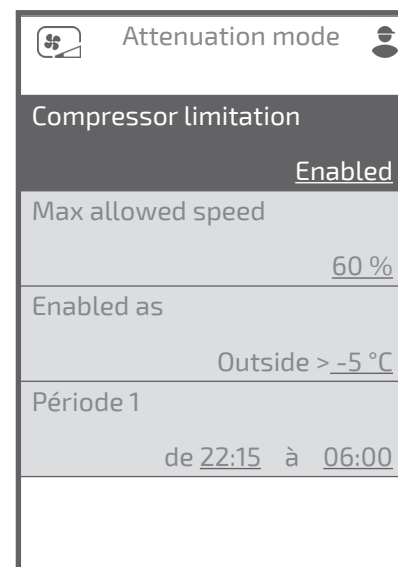 Attenuation mode
Compressor limitation
Enabled
Max allowed speed
60 %
Enabled as
Outside > -5 °C
Période 1
de 22:15 à 06:00